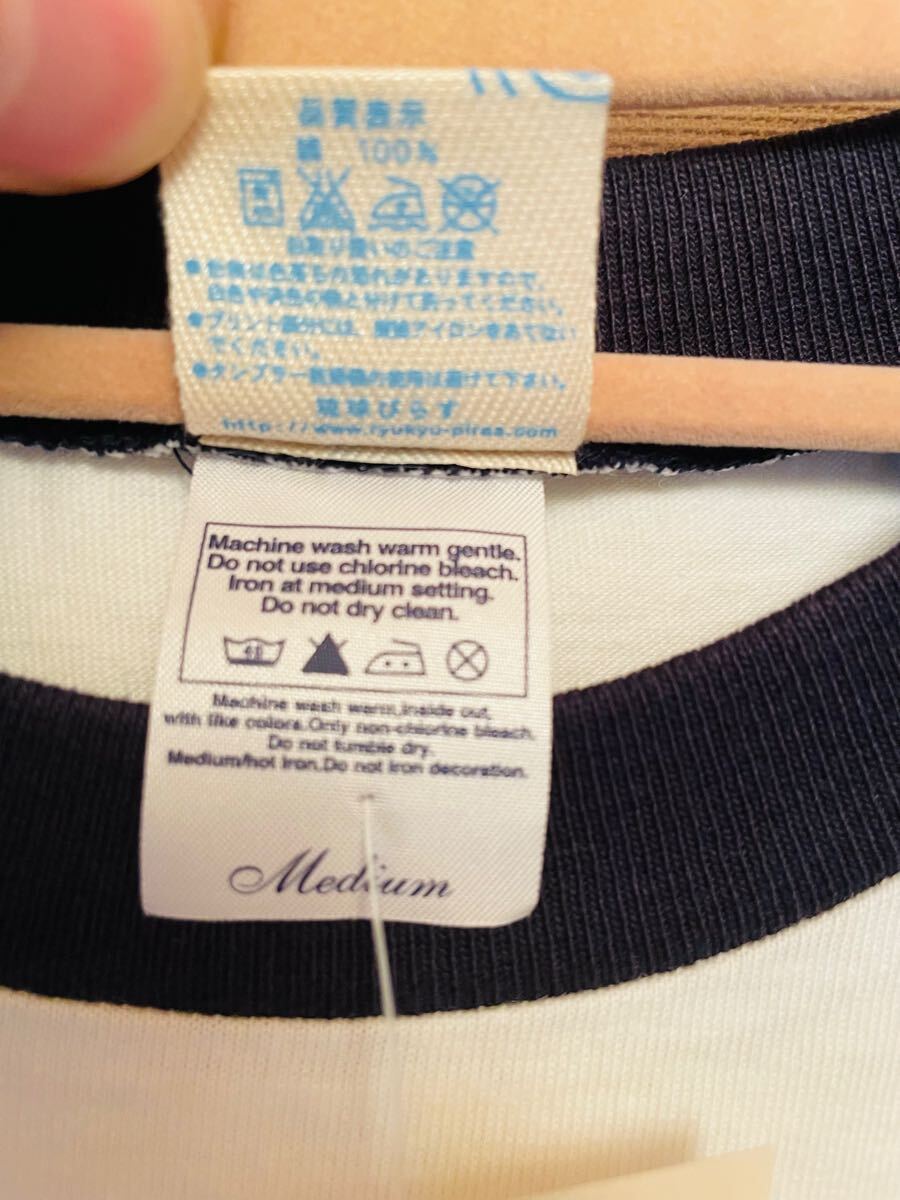 品質表示
綿 100%
お取り扱いのご注意
●色物は色落ちの恐れがありますので、
白色や淡色の物と分けて洗ってください。
●プリント部分には、直接アイロンをあてない
でください。
●タンブラー乾燥機の使用は避けて下さい。
琉球ぴらす
http://www.ryukyu-piras.com
Machine wash warm gentle.
Do not use chlorine bleach.
Iron at medium setting.
Do not dry clean.
40
Machine wash warm,inside out,
with like colors.Only non-chlorine bleach.
Do not tumble dry.
Medium/hot iron.Do not iron decoration.
Medium